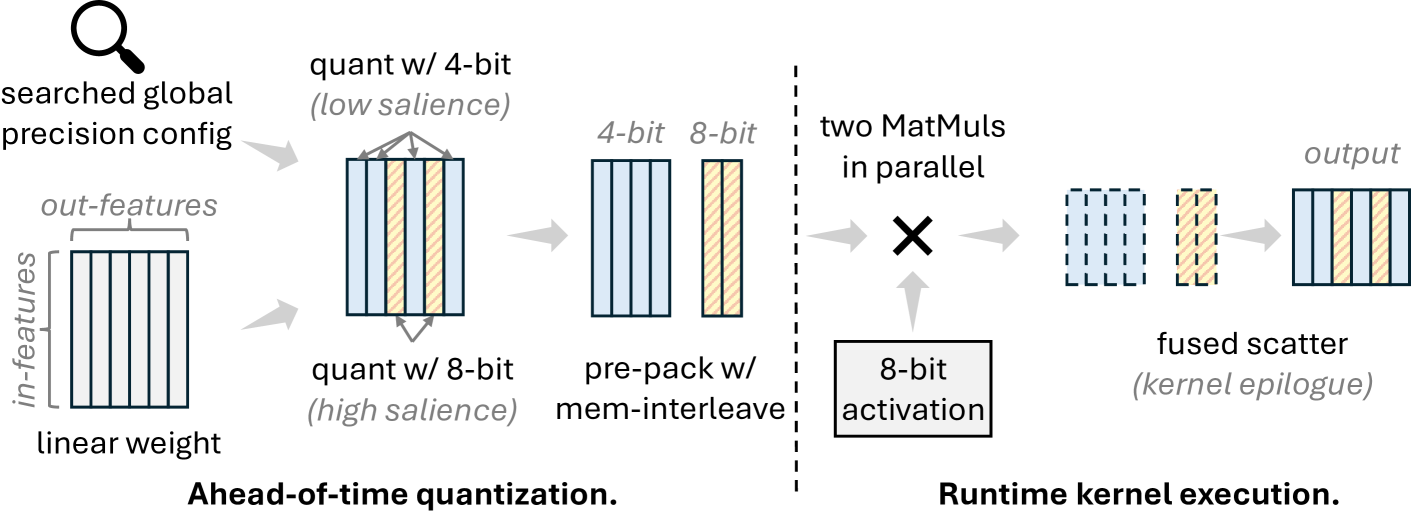 searched global
precision config
out-features
in-features
linear weight
quant w/ 4-bit
(low salience)
quant w/ 8-bit
(high salience)
4-bit 8-bit
pre-pack w/
mem-interleave
Ahead-of-time quantization.
two MatMuls
in parallel
8-bit
activation
fused scatter
(kernel epilogue)
output
Runtime kernel execution.